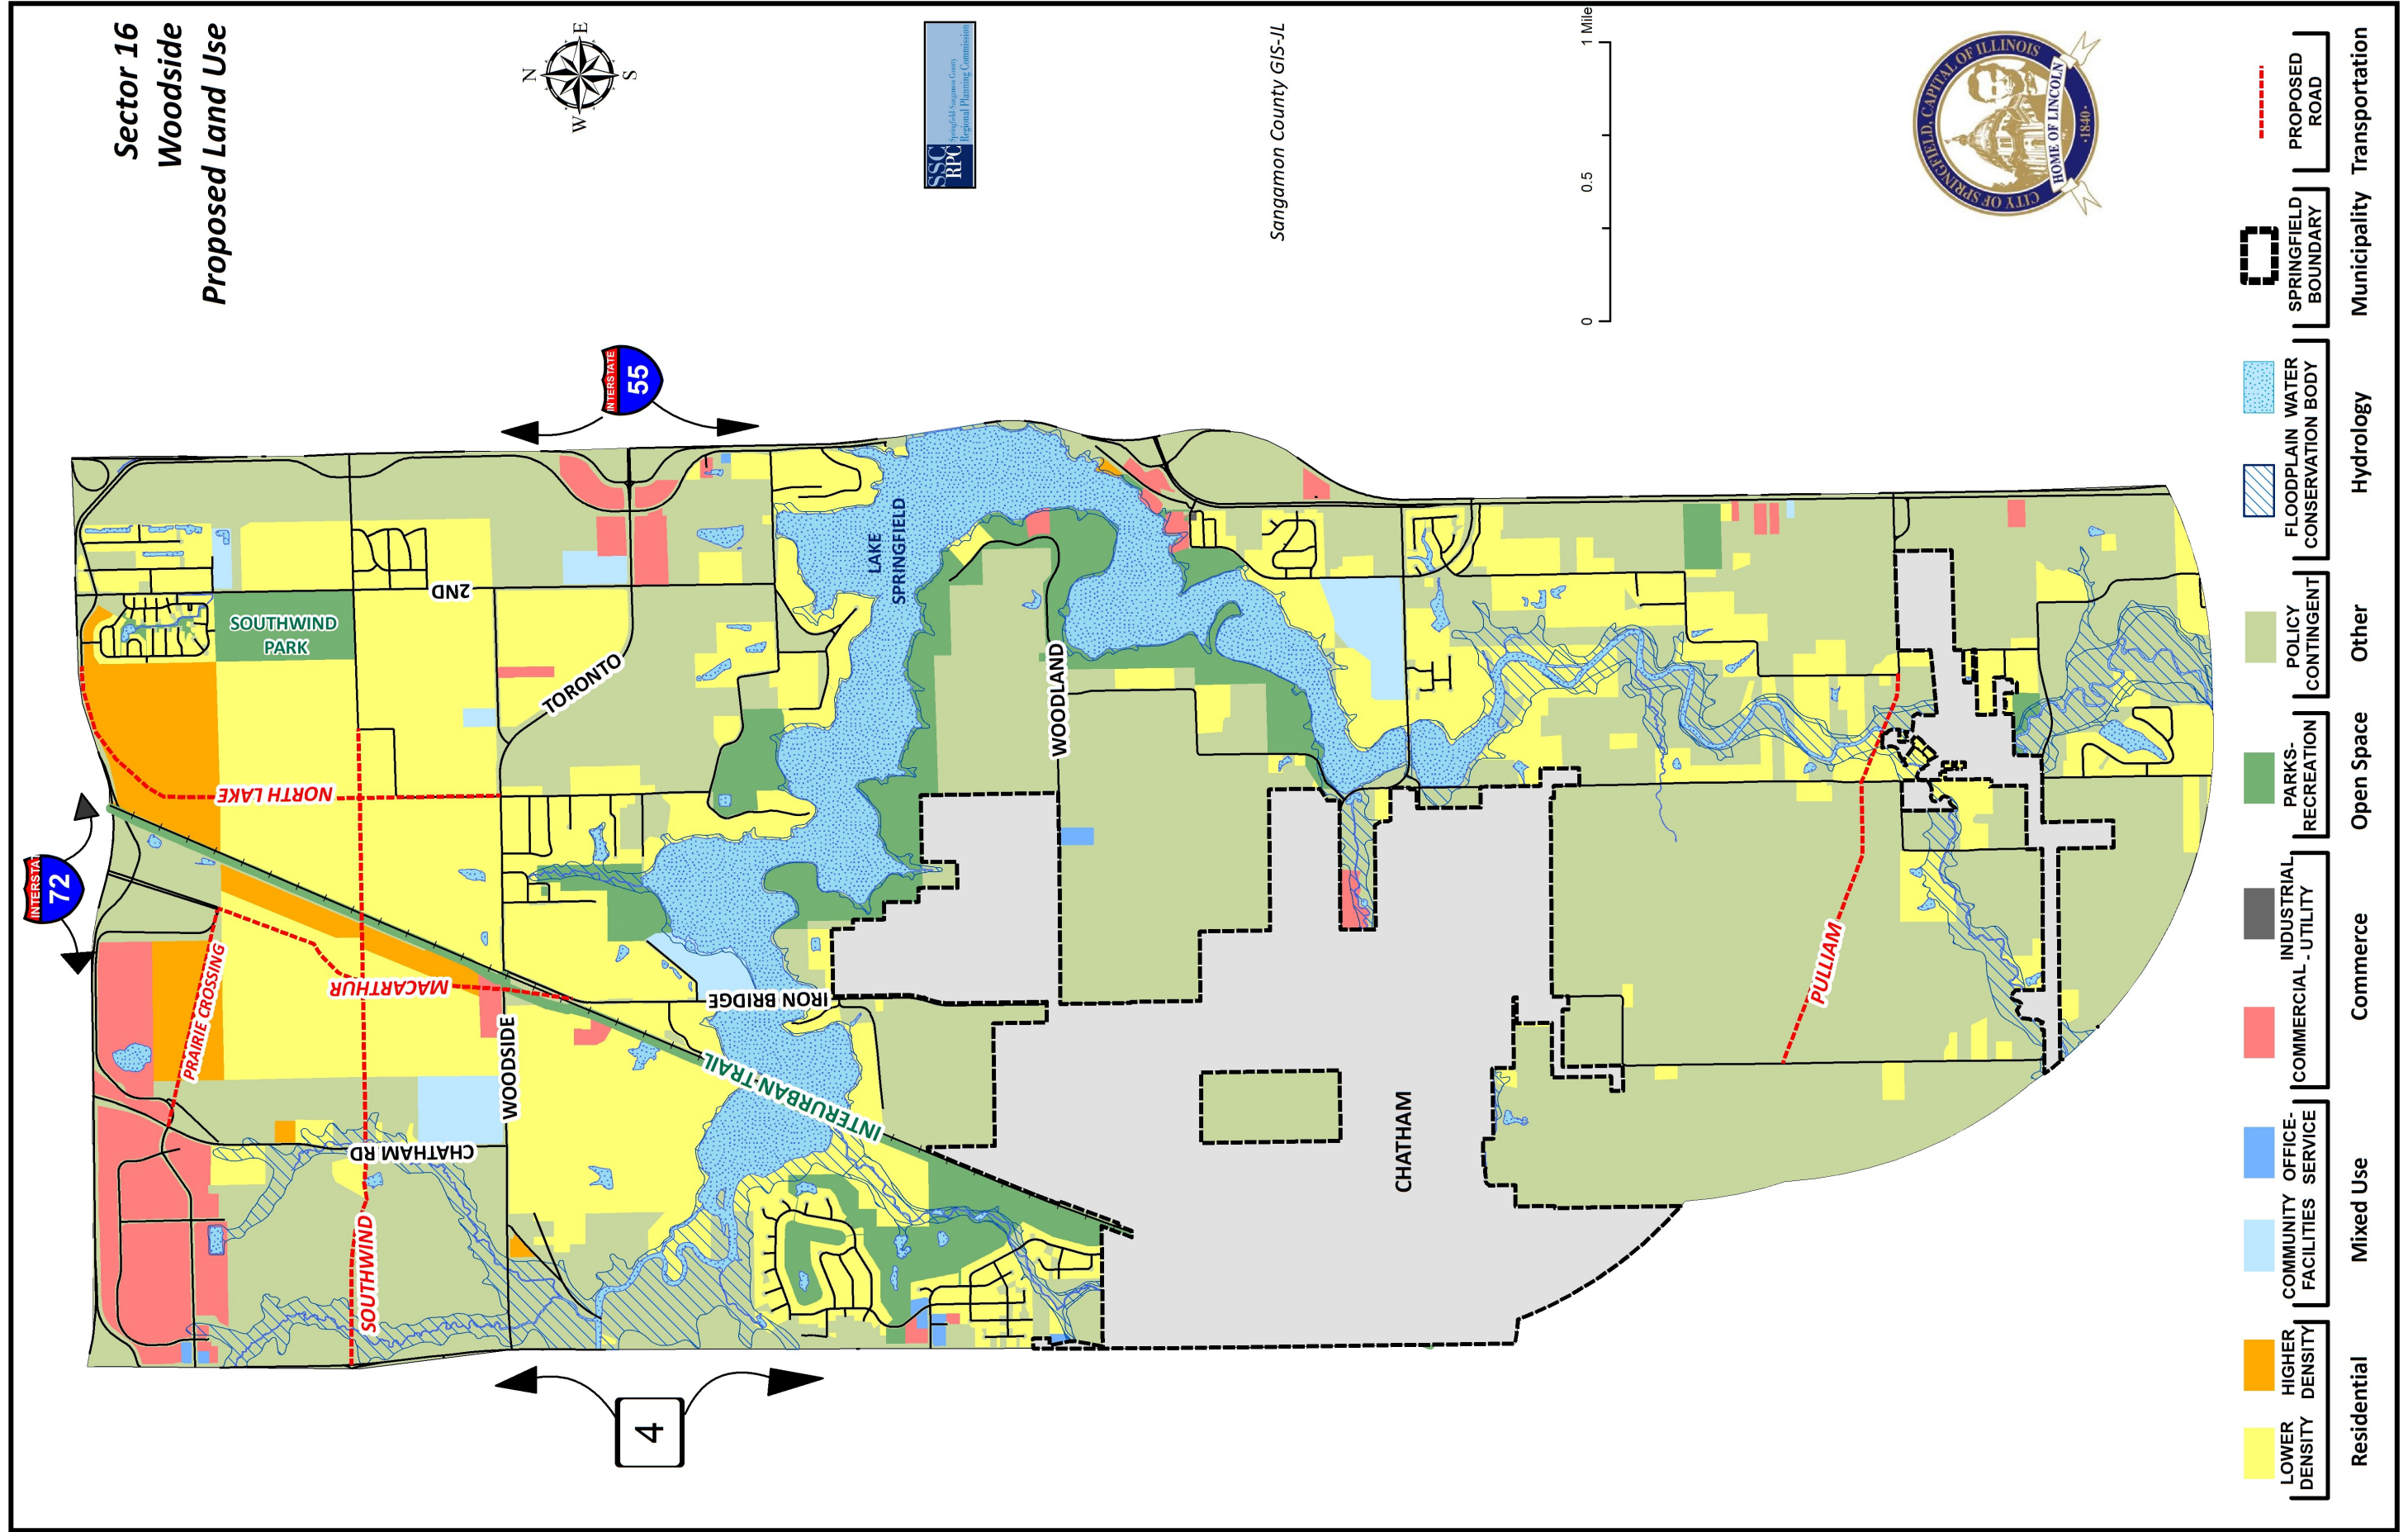 Sector 16
Woodside
Proposed Land Use
N
E
S
W
SSC
RPC
Springfield-Sangamon County
Regional Planning Commission
Sangamon County GIS-JL
0
0.5
1 Mile
CITY OF SPRINGFIELD, CAPITAL OF ILLINOIS
HOME OF LINCOLN
·1840·
INTERSTATE
72
INTERSTATE
55
4
SOUTHWIND
PARK
2ND
TORONTO
NORTH LAKE
PRAIRIE CROSSING
MACARTHUR
WOODSIDE
CHATHAM RD
SOUTHWIND
IRON BRIDGE
INTERURBAN TRAIL
LAKE
SPRINGFIELD
WOODLAND
CHATHAM
PULLIAM
LOWER
DENSITY
HIGHER
DENSITY
Residential
COMMUNITY
FACILITIES
OFFICE-
SERVICE
Mixed Use
COMMERCIAL
INDUSTRIAL
- UTILITY
Commerce
PARKS-
RECREATION
Open Space
POLICY
CONTINGENT
Other
FLOODPLAIN
CONSERVATION
WATER
BODY
Hydrology
SPRINGFIELD
BOUNDARY
Municipality
PROPOSED
ROAD
Transportation